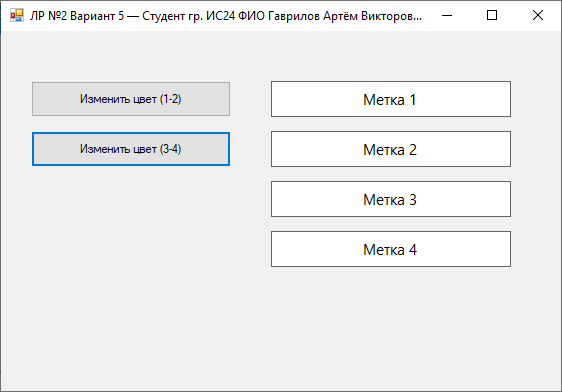 ЛР №2 Вариант 5 — Студент гр. ИС24 ФИО Гаврилов Артём Викторов...
Изменить цвет (1-2)
Метка 1
Изменить цвет (3-4)
Метка 2
Метка 3
Метка 4